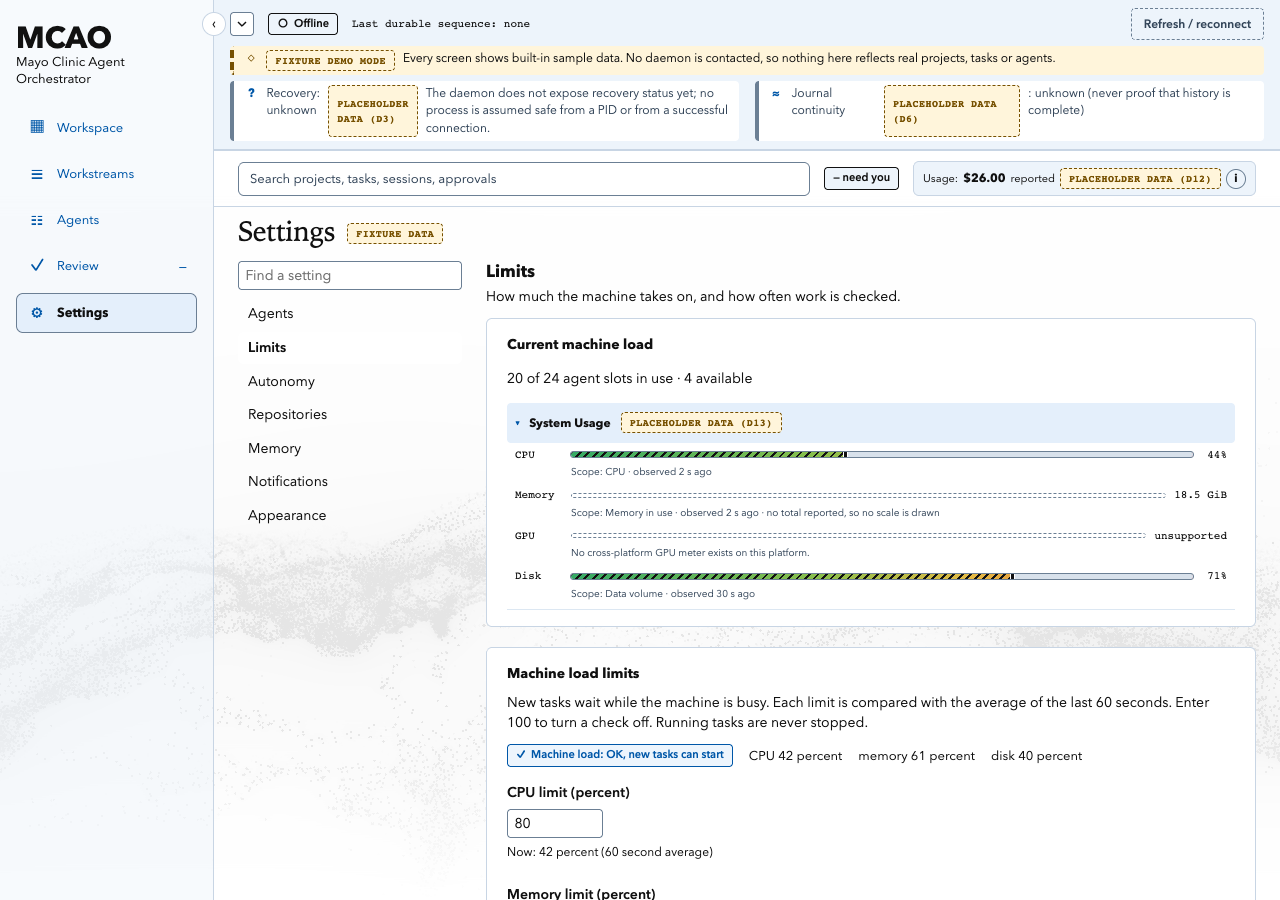 MCAO
Mayo Clinic Agent
Orchestrator
Workspace
Workstreams
Agents
Review –
Settings
Offline
Last durable sequence: none
Refresh / reconnect
FIXTURE DEMO MODE Every screen shows built-in sample data. No daemon is contacted, so nothing here reflects real projects, tasks or agents.
? Recovery:
unknown
PLACEHOLDER
DATA (D3)
The daemon does not expose recovery status yet; no
process is assumed safe from a PID or from a successful
connection.
≈ Journal
continuity
PLACEHOLDER DATA
(D6)
: unknown (never proof that history is
complete)
Search projects, tasks, sessions, approvals
– need you
Usage: $26.00 reported PLACEHOLDER DATA (D12) i
Settings FIXTURE DATA
Find a setting
Agents
Limits
Autonomy
Repositories
Memory
Notifications
Appearance
Limits
How much the machine takes on, and how often work is checked.
Current machine load
20 of 24 agent slots in use · 4 available
System Usage PLACEHOLDER DATA (D13)
CPU 44%
Scope: CPU · observed 2 s ago
Memory 18.5 GiB
Scope: Memory in use · observed 2 s ago · no total reported, so no scale is drawn
GPU unsupported
No cross-platform GPU meter exists on this platform.
Disk 71%
Scope: Data volume · observed 30 s ago
Machine load limits
New tasks wait while the machine is busy. Each limit is compared with the average of the last 60 seconds. Enter
100 to turn a check off. Running tasks are never stopped.
Machine load: OK, new tasks can start CPU 42 percent memory 61 percent disk 40 percent
CPU limit (percent)
80
Now: 42 percent (60 second average)
Memory limit (percent)